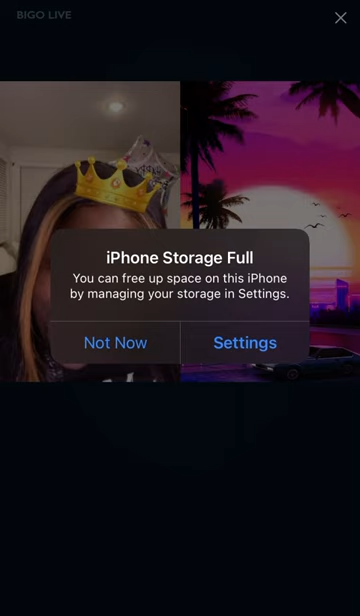 BIGO LIVE
iPhone Storage Full
You can free up space on this iPhone
by managing your storage in Settings.
Not Now
Settings